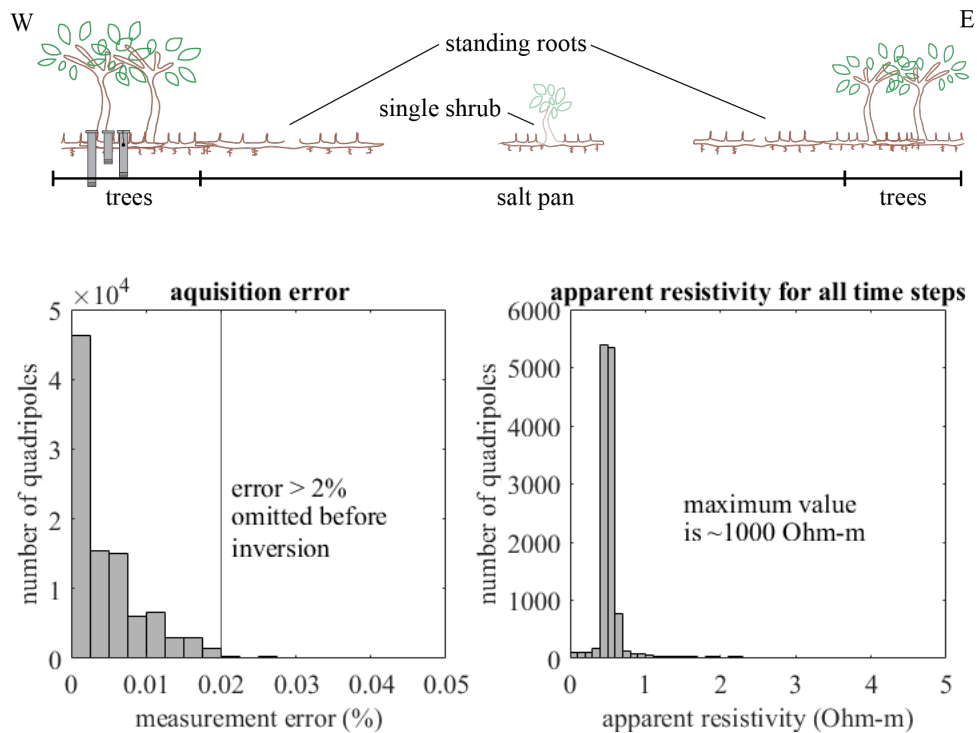 W
E
standing roots
single shrub
trees
salt pan
trees
×10⁴
aquisition error
5
4
3
2
1
0
number of quadripoles
error > 2%
omitted before
inversion
0 0.01 0.02 0.03 0.04 0.05
measurement error (%)
apparent resistivity for all time steps
6000
5000
4000
3000
2000
1000
0
number of quadripoles
maximum value
is ~1000 Ohm-m
0 1 2 3 4 5
apparent resistivity (Ohm-m)